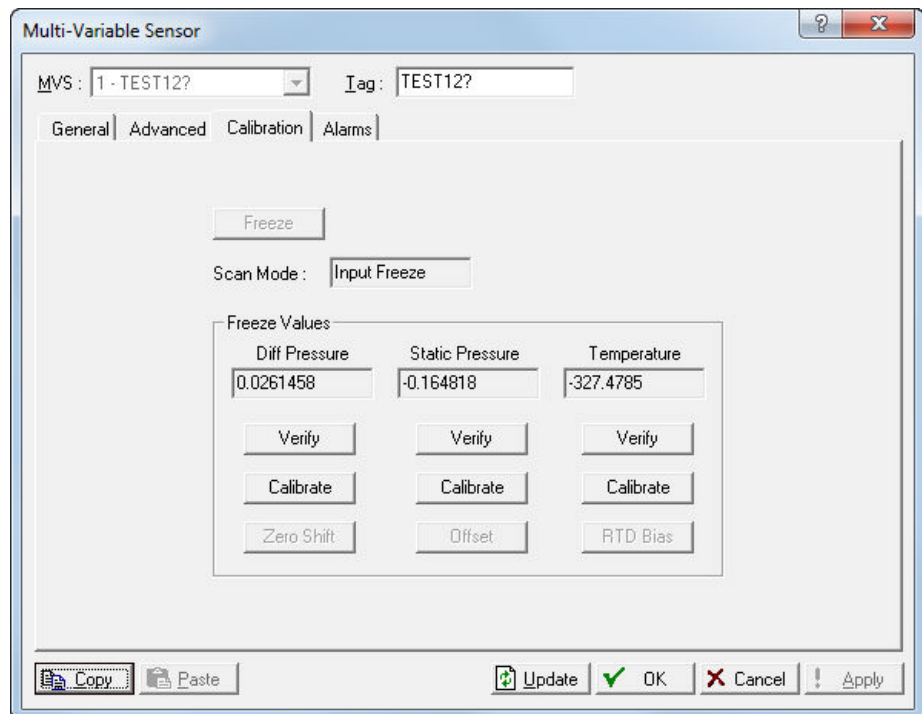 Multi-Variable Sensor
MVS : 1 - TEST12? Tag : TEST12?
General Advanced Calibration Alarms
Freeze
Scan Mode : Input Freeze
Freeze Values
Diff Pressure Static Pressure Temperature
0.0261458 -0.164818 -327.4785
Verify Verify Verify
Calibrate Calibrate Calibrate
Zero Shift Offset RTD Bias
Copy Paste Update OK Cancel ! Apply